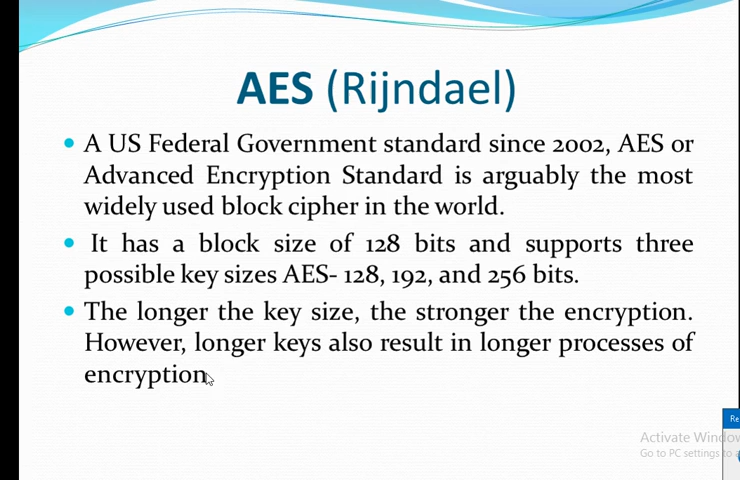 AES (Rijndael)
A US Federal Government standard since 2002, AES or
Advanced Encryption Standard is arguably the most
widely used block cipher in the world.
It has a block size of 128 bits and supports three
possible key sizes AES- 128, 192, and 256 bits.
The longer the key size, the stronger the encryption.
However, longer keys also result in longer processes of
encryption.
Re
Activate Window
Go to PC settings to a